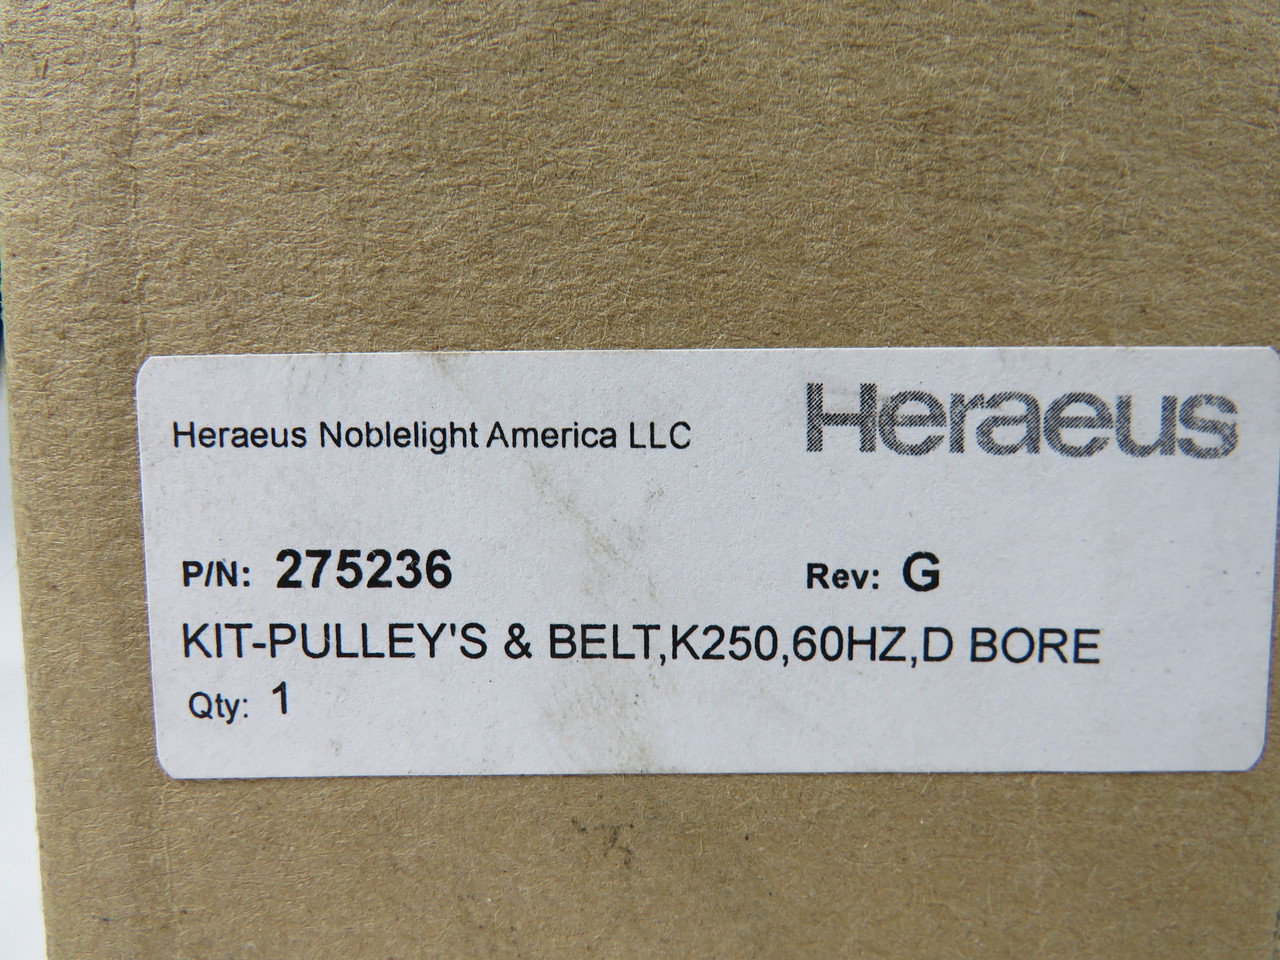 Heraeus Noblelight America LLC Heraeus
P/N: 275236 Rev: G
KIT-PULLEY'S & BELT,K250,60HZ,D BORE
Qty: 1